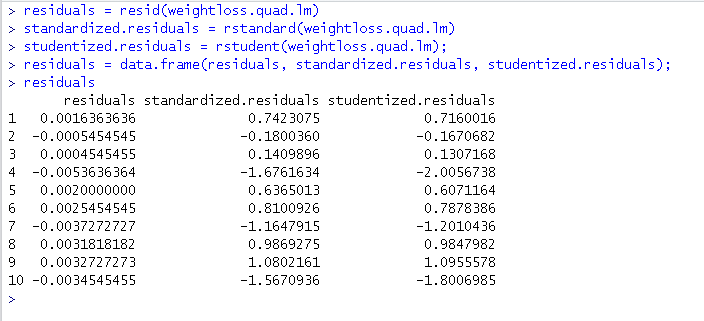 > residuals = resid(weightloss.quad.lm)
> standardized.residuals = rstandard(weightloss.quad.lm)
> studentized.residuals = rstudent(weightloss.quad.lm);
> residuals = data.frame(residuals, standardized.residuals, studentized.residuals);
> residuals
residuals standardized.residuals studentized.residuals
1 0.0016363636 0.7423075 0.7160016
2 -0.0005454545 -0.1800360 -0.1670682
3 0.0004545455 0.1409896 0.1307168
4 -0.0053636364 -1.6761634 -2.0056738
5 0.0020000000 0.6365013 0.6071164
6 0.0025454545 0.8100926 0.7878386
7 -0.0037272727 -1.1647915 -1.2010436
8 0.0031818182 0.9869275 0.9847982
9 0.0032727273 1.0802161 1.0955578
10 -0.0034545455 -1.5670936 -1.8006985
>